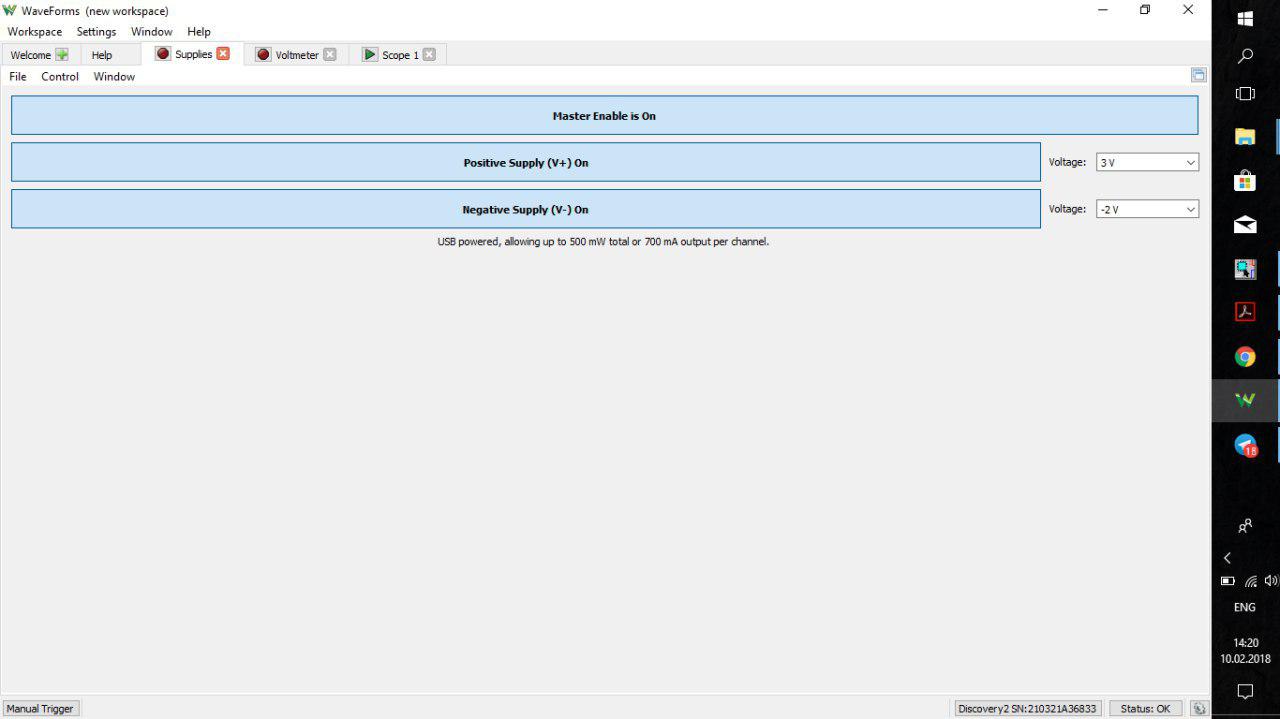 WaveForms (new workspace)
Workspace Settings Window Help
Welcome Help Supplies Voltmeter Scope 1
File Control Window
Master Enable is On
Positive Supply (V+) On Voltage: 3 V
Negative Supply (V-) On Voltage: -2 V
USB powered, allowing up to 500 mW total or 700 mA output per channel.
18
ENG
14:20
10.02.2018
Manual Trigger Discovery2 SN:210321A36833 Status: OK